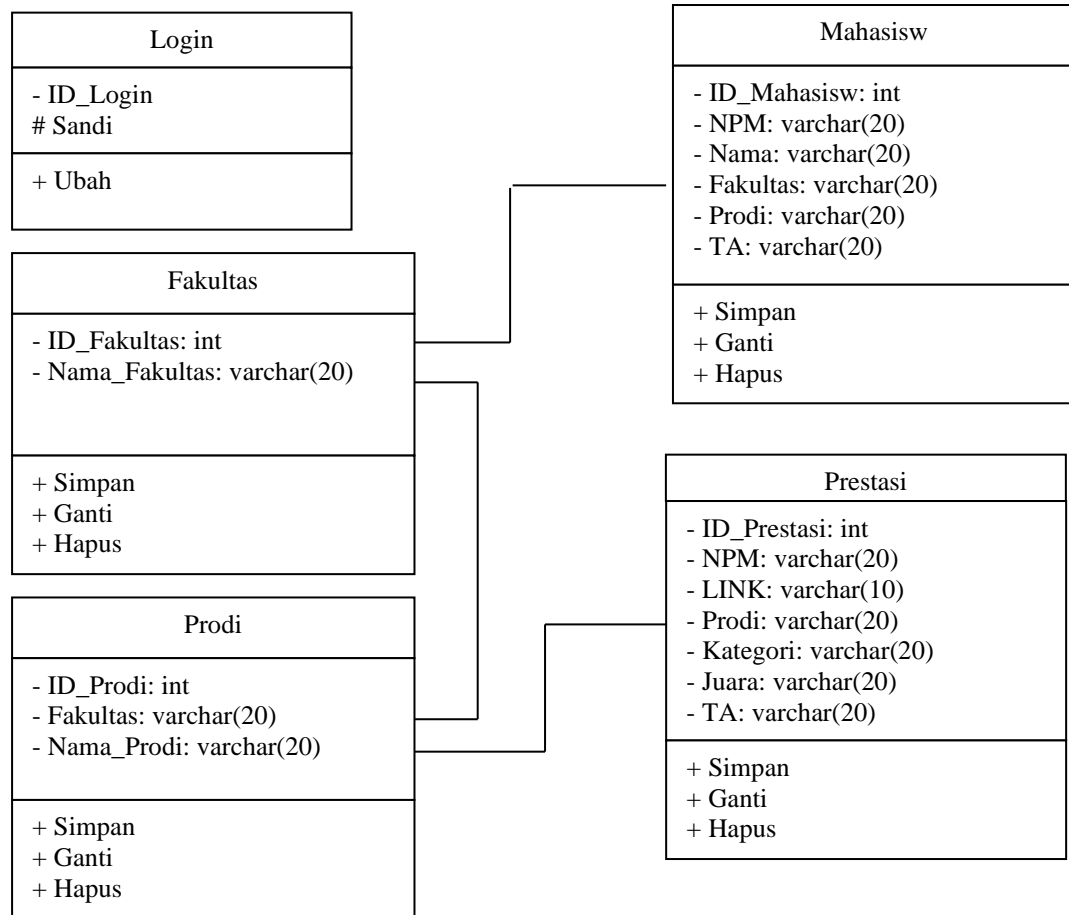 Login
- ID_Login
# Sandi
+ Ubah
Fakultas
- ID_Fakultas: int
- Nama_Fakultas: varchar(20)
+ Simpan
+ Ganti
+ Hapus
Prodi
- ID_Prodi: int
- Fakultas: varchar(20)
- Nama_Prodi: varchar(20)
+ Simpan
+ Ganti
+ Hapus
Mahasisw
- ID_Mahasisw: int
- NPM: varchar(20)
- Nama: varchar(20)
- Fakultas: varchar(20)
- Prodi: varchar(20)
- TA: varchar(20)
+ Simpan
+ Ganti
+ Hapus
Prestasi
- ID_Prestasi: int
- NPM: varchar(20)
- LINK: varchar(10)
- Prodi: varchar(20)
- Kategori: varchar(20)
- Juara: varchar(20)
- TA: varchar(20)
+ Simpan
+ Ganti
+ Hapus